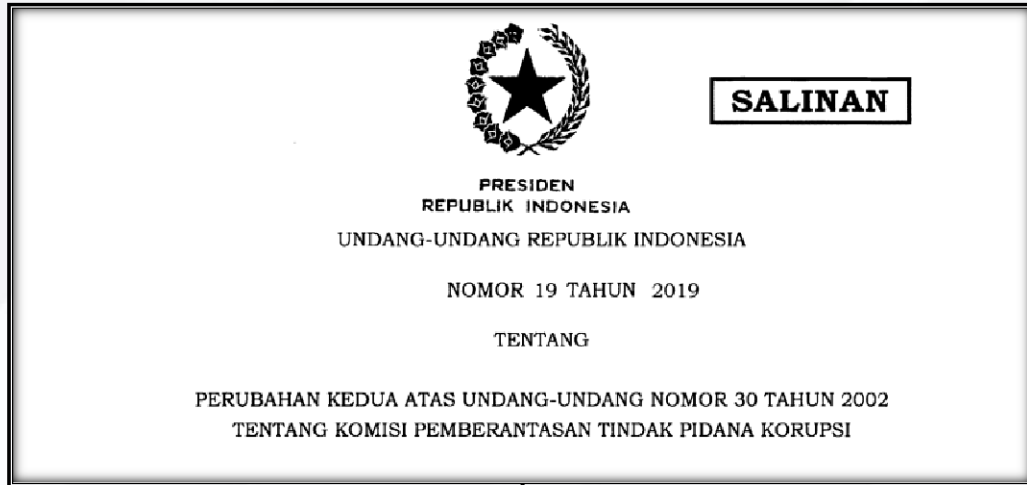 SALINAN
PRESIDEN
REPUBLIK INDONESIA
UNDANG-UNDANG REPUBLIK INDONESIA
NOMOR 19 TAHUN 2019
TENTANG
PERUBAHAN KEDUA ATAS UNDANG-UNDANG NOMOR 30 TAHUN 2002
TENTANG KOMISI PEMBERANTASAN TINDAK PIDANA KORUPSI